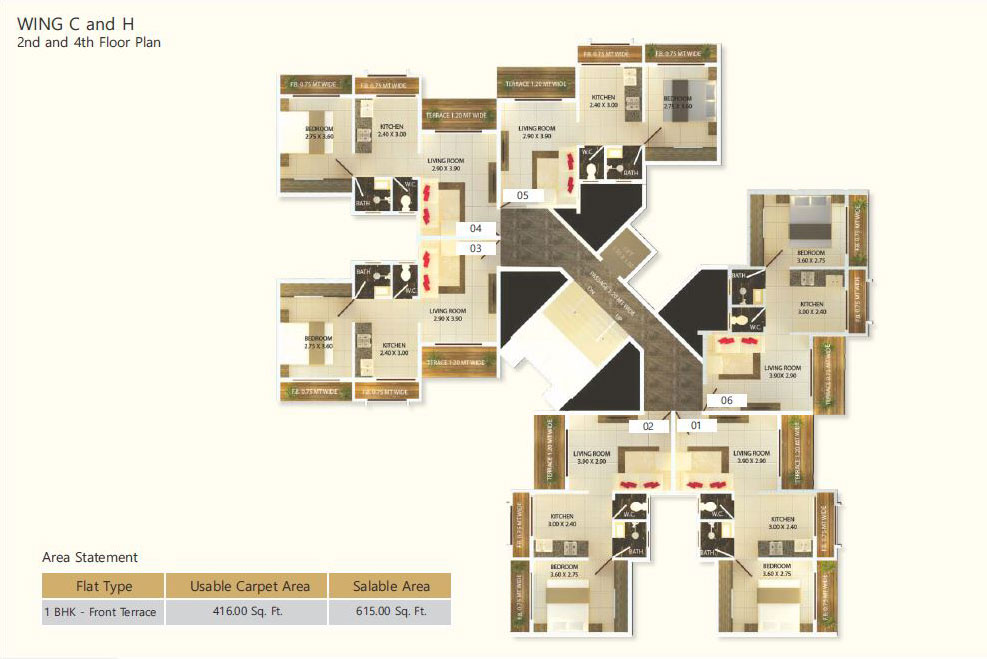 WING C and H
2nd and 4th Floor Plan
F.B. 0.75 MT.WIDE
F.B. 0.75 MT.WIDE
BEDROOM
2.75 X 3.60
KITCHEN
2.40 X 3.00
TERRACE 1.20 MT WIDE
LIVING ROOM
2.90 X 3.90
BATH
W.C.
04
TERRACE 1.20 MT WIDE
F.B. 0.75 MT.WIDE
F.B. 0.75 MT.WIDE
KITCHEN
2.40 X 3.00
BEDROOM
2.75 X 3.60
LIVING ROOM
2.90 X 3.90
W.C.
BATH
05
03
BATH
W.C.
LIVING ROOM
2.90 X 3.90
BEDROOM
2.75 X 3.60
KITCHEN
2.40 X 3.00
TERRACE 1.20 MT WIDE
F.B. 0.75 MT.WIDE
F.B. 0.75 MT.WIDE
PASSAGE 1.20 MT.WIDE
UP
BEDROOM
3.60 X 2.75
F.B. 0.75 MT.WIDE
BATH
KITCHEN
3.00 X 2.40
F.B. 0.75 MT.WIDE
W.C.
LIVING ROOM
3.90X 2.90
TERRACE 1.20 MT WIDE
06
02
01
TERRACE 1.20 MT WIDE
LIVING ROOM
3.90 X 2.90
LIVING ROOM
3.90 X 2.90
TERRACE 1.20 MT WIDE
F.B. 0.75 MT.WIDE
KITCHEN
3.00 X 2.40
W.C.
BATH
W.C.
BATH
KITCHEN
3.00 X 2.40
F.B. 0.75 MT.WIDE
F.B. 0.75 MT.WIDE
BEDROOM
3.60 X 2.75
BEDROOM
3.60 X 2.75
F.B. 0.75 MT.WIDE
Area Statement
Flat Type Usable Carpet Area Salable Area
1 BHK - Front Terrace 416.00 Sq. Ft. 615.00 Sq. Ft.